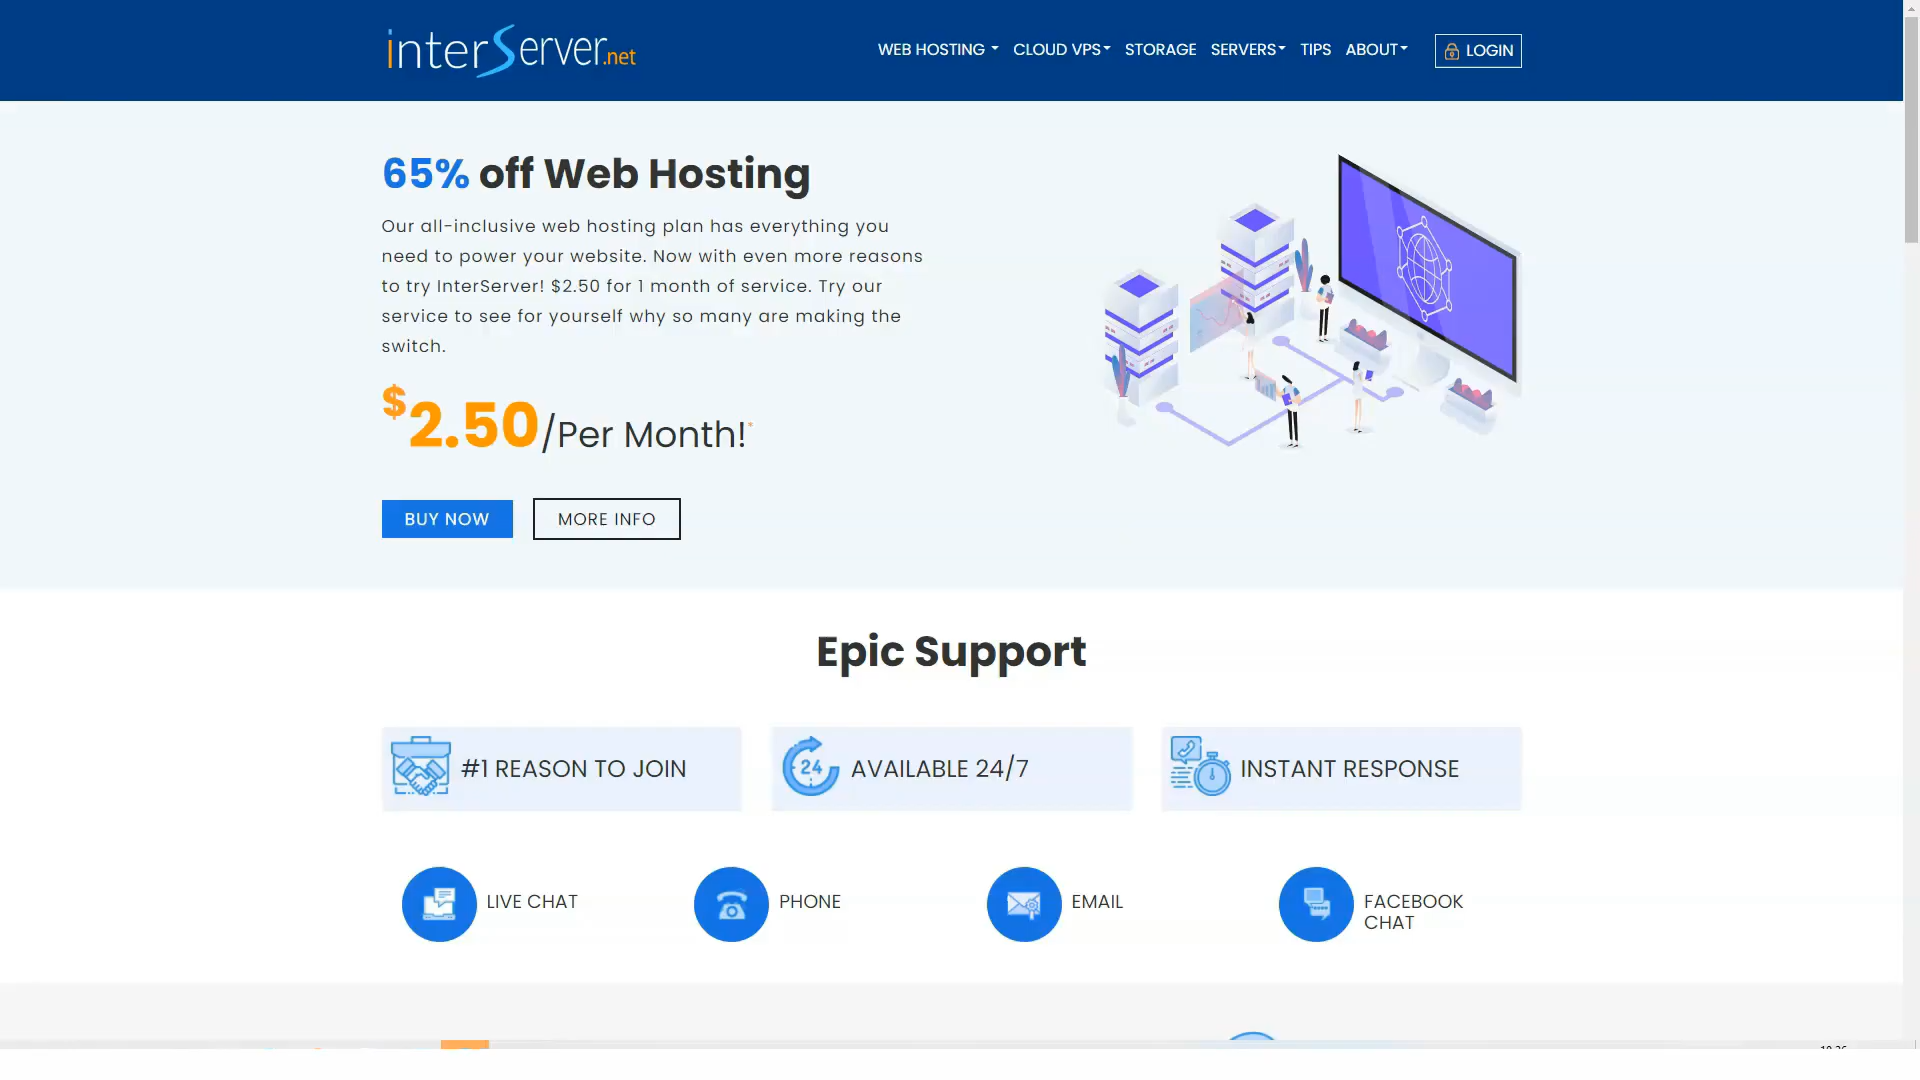 interServer.net
WEB HOSTING CLOUD VPS STORAGE SERVERS TIPS ABOUT LOGIN
65% off Web Hosting
Our all-inclusive web hosting plan has everything you
need to power your website. Now with even more reasons
to try InterServer! $2.50 for 1 month of service. Try our
service to see for yourself why so many are making the
switch.
$2.50/Per Month!*
BUY NOW MORE INFO
Epic Support
#1 REASON TO JOIN
24 AVAILABLE 24/7
INSTANT RESPONSE
LIVE CHAT
PHONE
EMAIL
FACEBOOK
CHAT